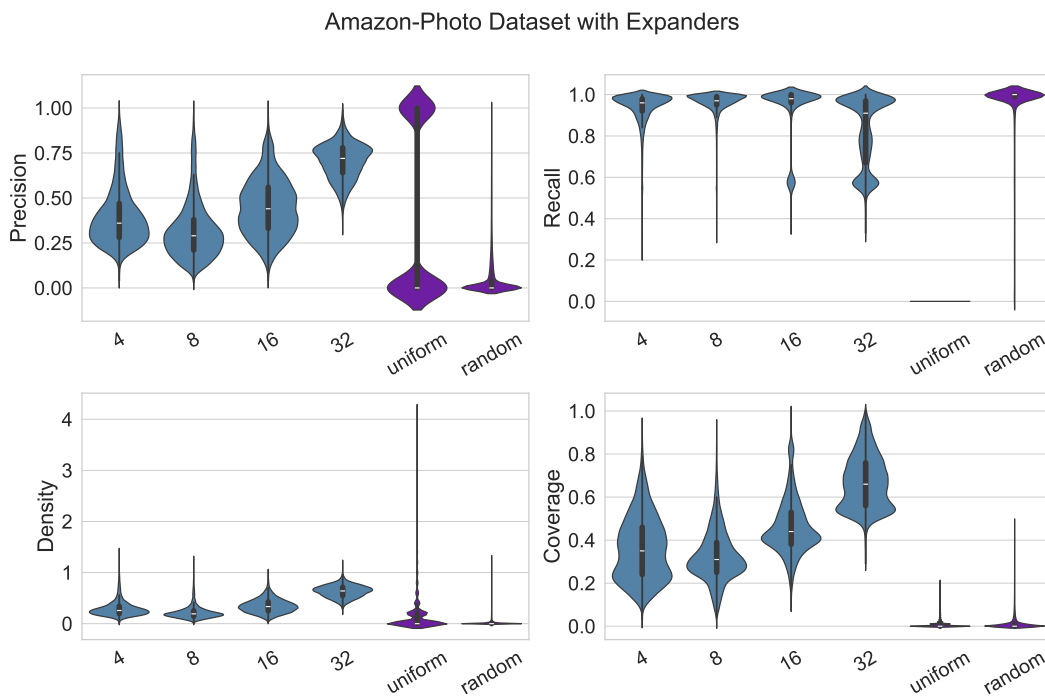 Amazon-Photo Dataset with Expanders
Precision
1.00
0.75
0.50
0.25
0.00
4
8
16
32
uniform
random
Recall
1.0
0.8
0.6
0.4
0.2
0.0
4
8
16
32
uniform
random
Density
4
3
2
1
0
4
8
16
32
uniform
random
Coverage
1.0
0.8
0.6
0.4
0.2
0.0
4
8
16
32
uniform
random